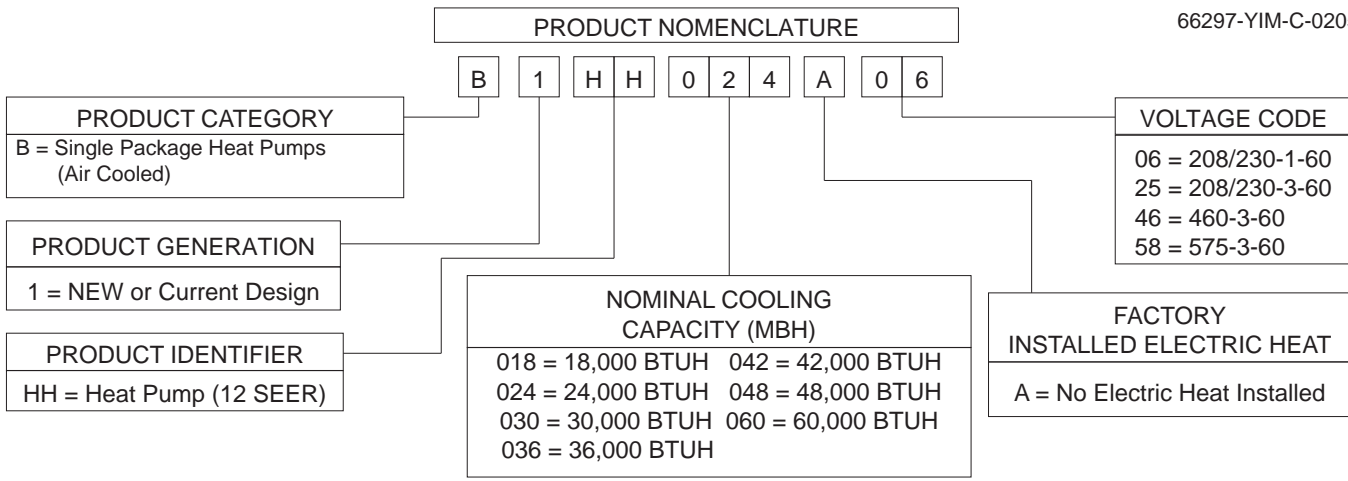 66297-YIM-C-020
PRODUCT NOMENCLATURE
B 1 H H 0 2 4 A 0 6
PRODUCT CATEGORY
B = Single Package Heat Pumps
(Air Cooled)
PRODUCT GENERATION
1 = NEW or Current Design
PRODUCT IDENTIFIER
HH = Heat Pump (12 SEER)
NOMINAL COOLING
CAPACITY (MBH)
018 = 18,000 BTUH 042 = 42,000 BTUH
024 = 24,000 BTUH 048 = 48,000 BTUH
030 = 30,000 BTUH 060 = 60,000 BTUH
036 = 36,000 BTUH
VOLTAGE CODE
06 = 208/230-1-60
25 = 208/230-3-60
46 = 460-3-60
58 = 575-3-60
FACTORY
INSTALLED ELECTRIC HEAT
A = No Electric Heat Installed